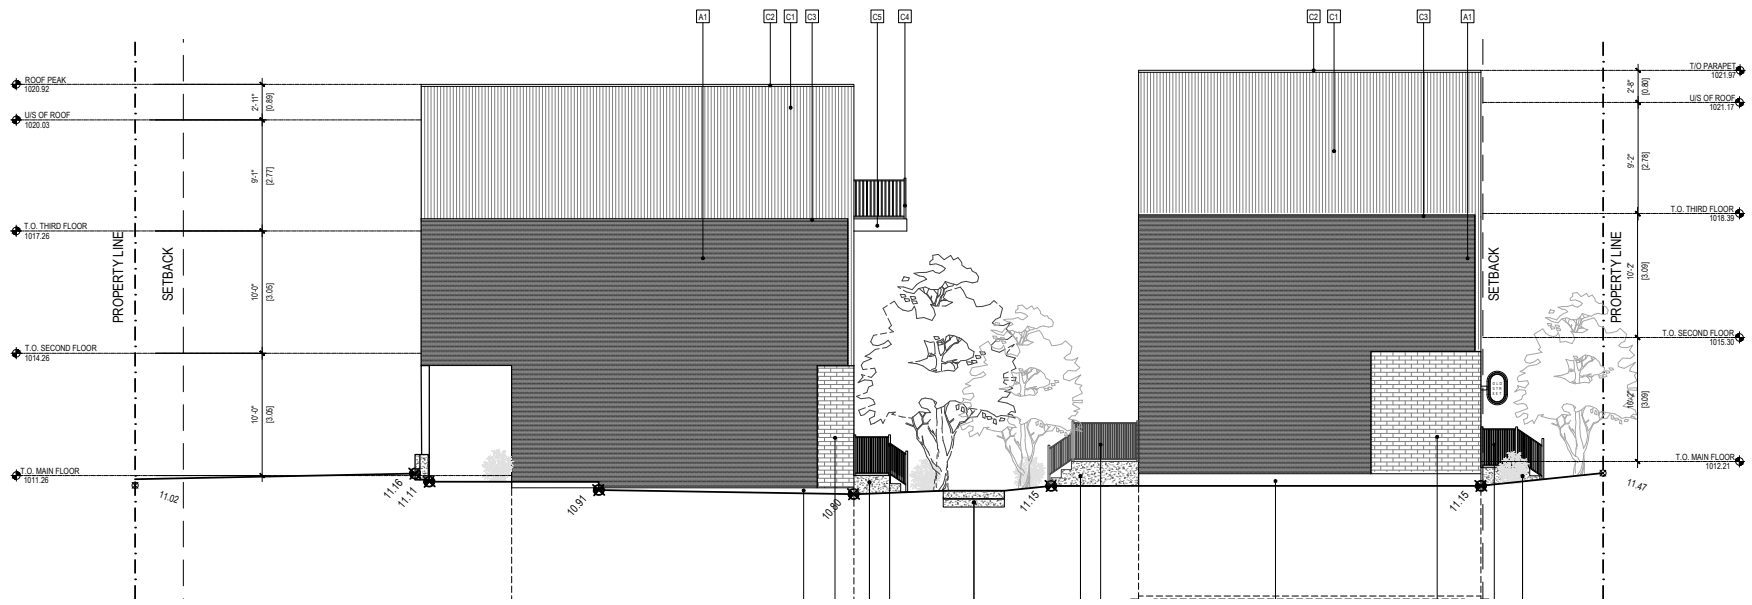 A1
C2
C1
C3
C5
C4
C2
C1
C3
A1
ROOF PEAK
1020.92
2'-11"
[0.89]
U/S OF ROOF
1020.03
9'-1"
[2.77]
T.O. THIRD FLOOR
1017.26
PROPERTY LINE
SETBACK
10'-0"
[3.05]
T.O. SECOND FLOOR
1014.26
10'-0"
[3.05]
T.O. MAIN FLOOR
1011.26
11.02
11.16
11.11
10.91
10.80
11.15
11.15
11.47
T/O PARAPET
1021.97
2'-8"
[0.80]
U/S OF ROOF
1021.17
9'-2"
[2.78]
T.O. THIRD FLOOR
1018.39
SETBACK
PROPERTY LINE
10'-2"
[3.09]
T.O. SECOND FLOOR
1015.30
10'-2"
[3.09]
T.O. MAIN FLOOR
1012.21